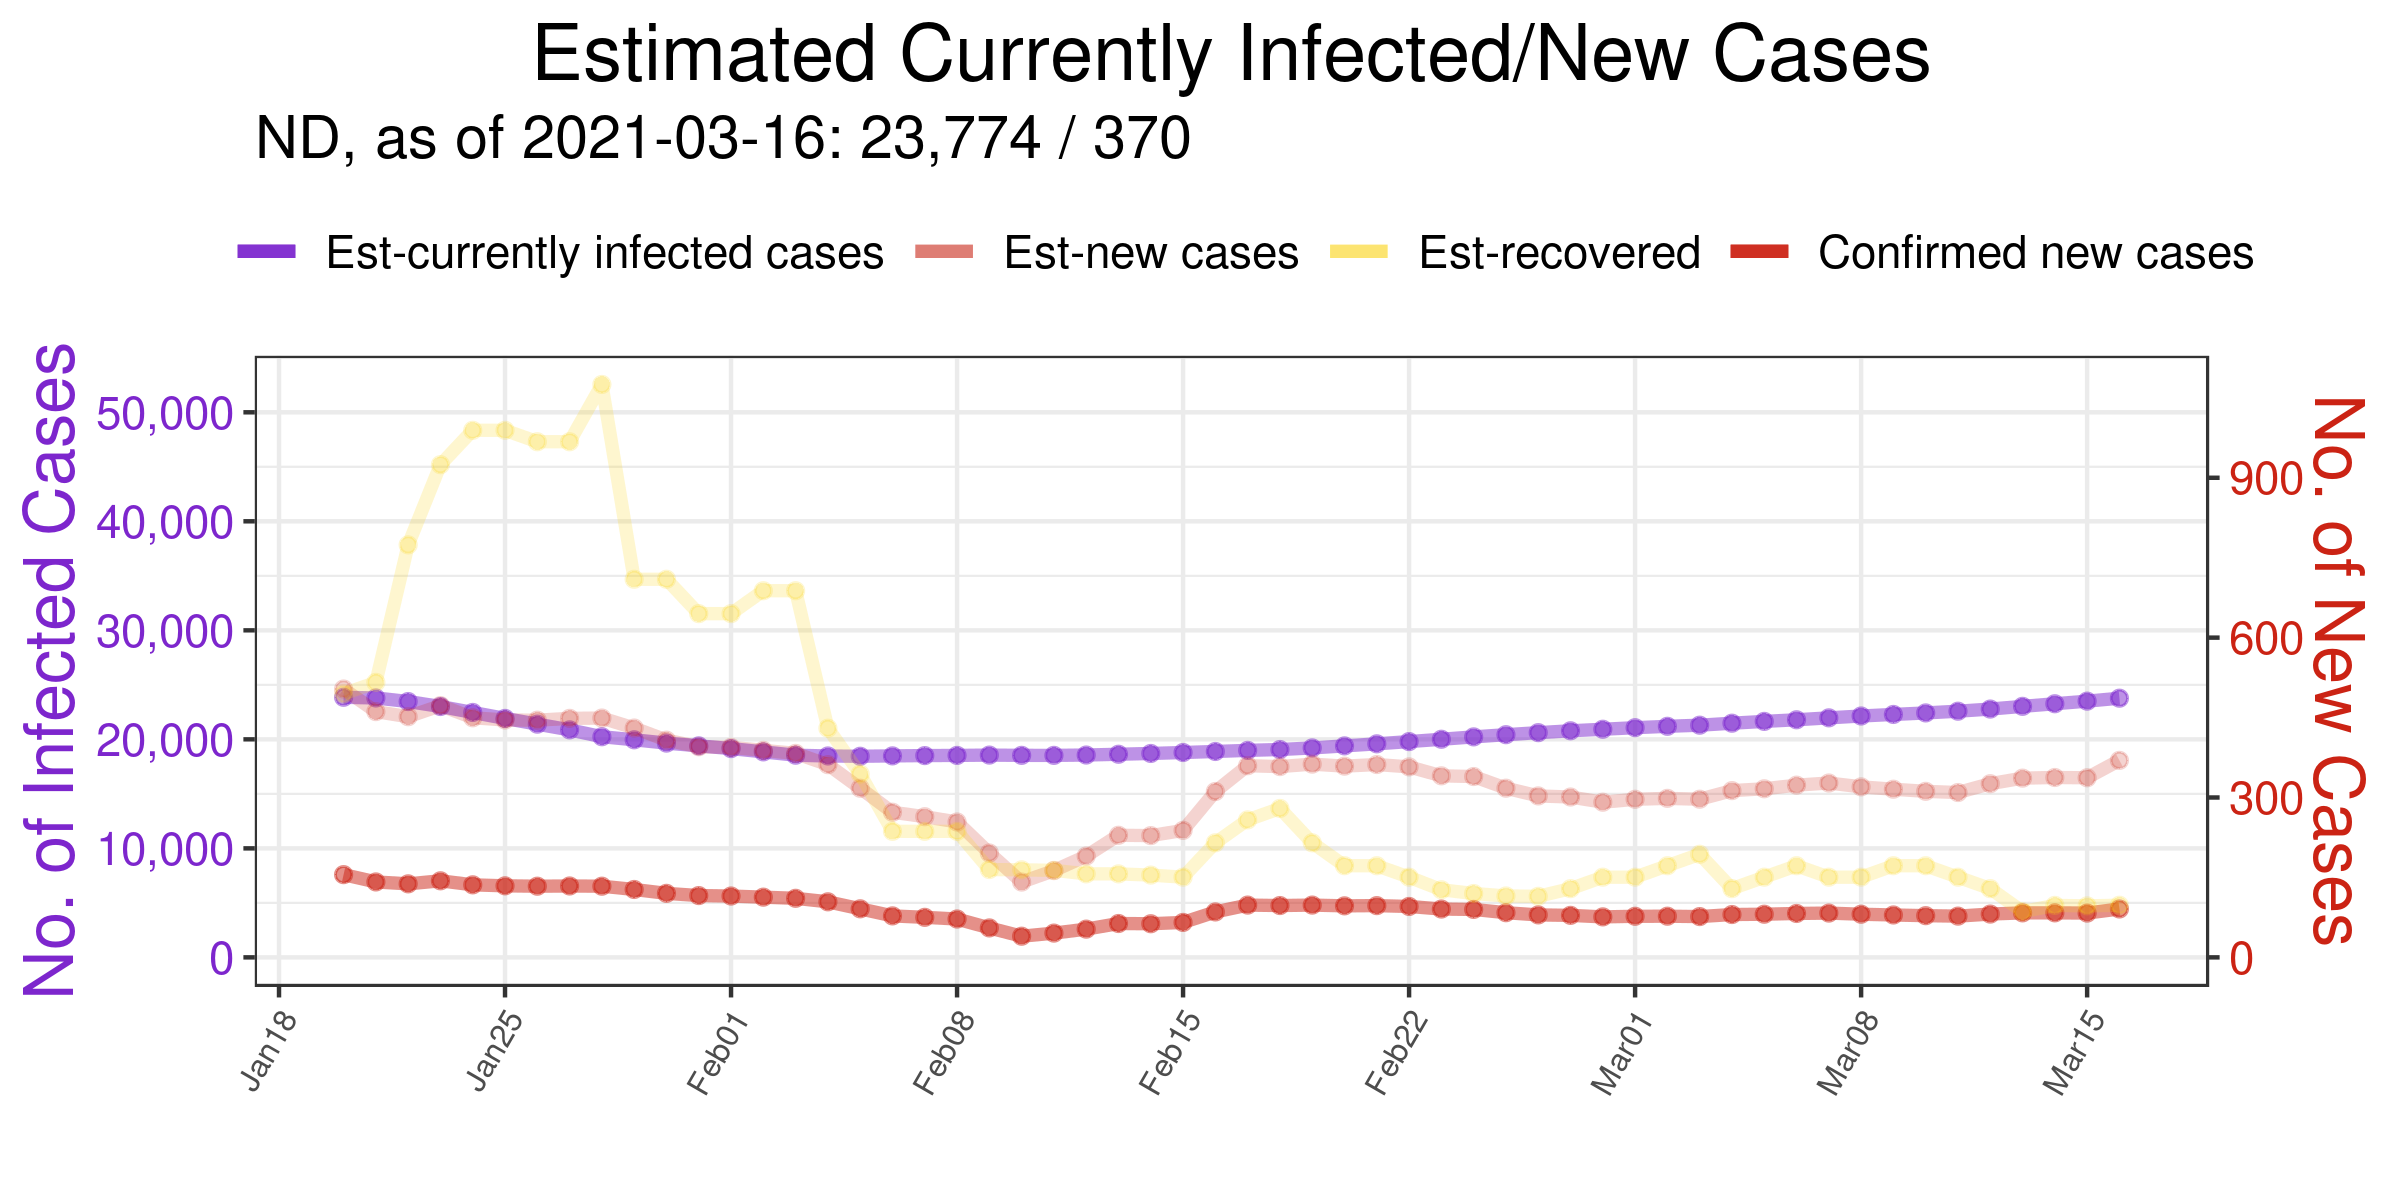 Estimated Currently Infected/New Cases
ND, as of 2021-03-16: 23,774 / 370
Est-currently infected cases Est-new cases Est-recovered Confirmed new cases
No. of Infected Cases
50,000
40,000
30,000
20,000
10,000
0
900
600
300
0
No. of New Cases
Jan18 Jan25 Feb01 Feb08 Feb15 Feb22 Mar01 Mar08 Mar15